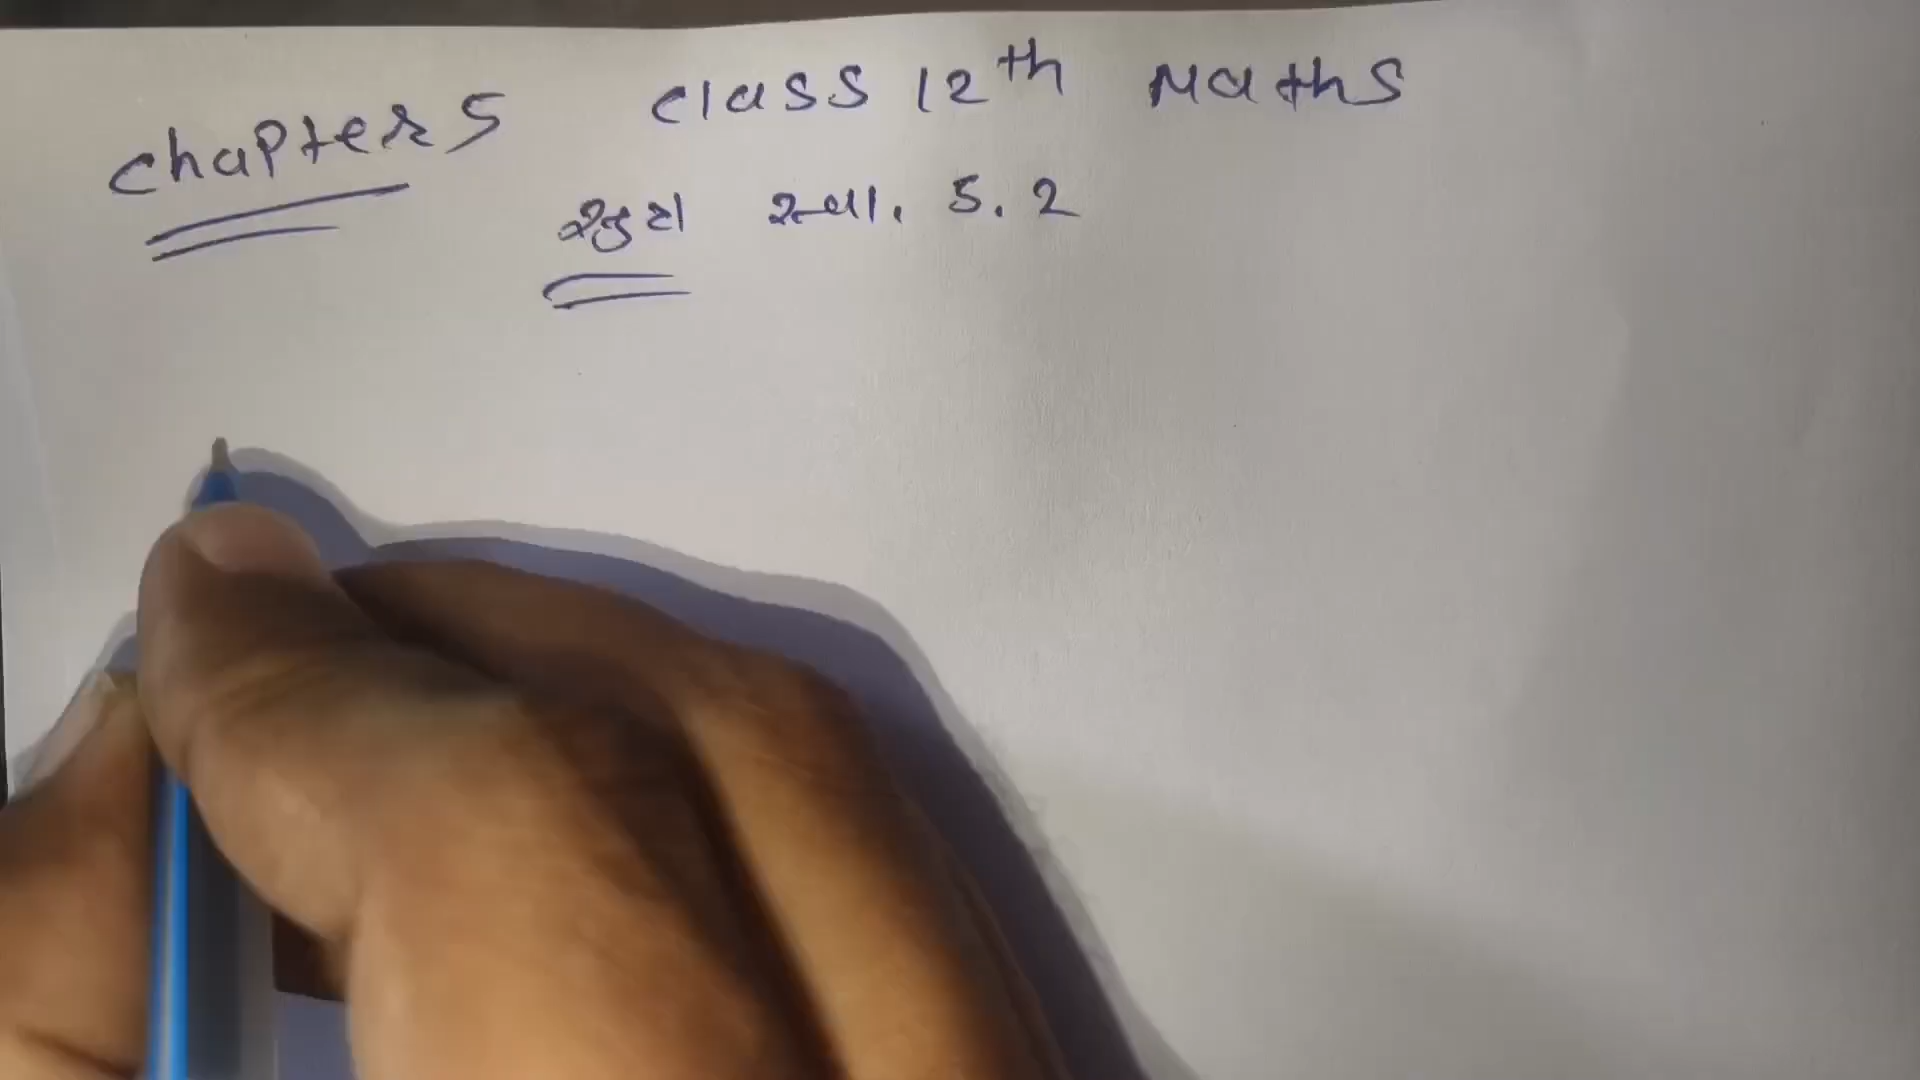 Chapter 5 Class 12th Maths
સ્વા. 5.2